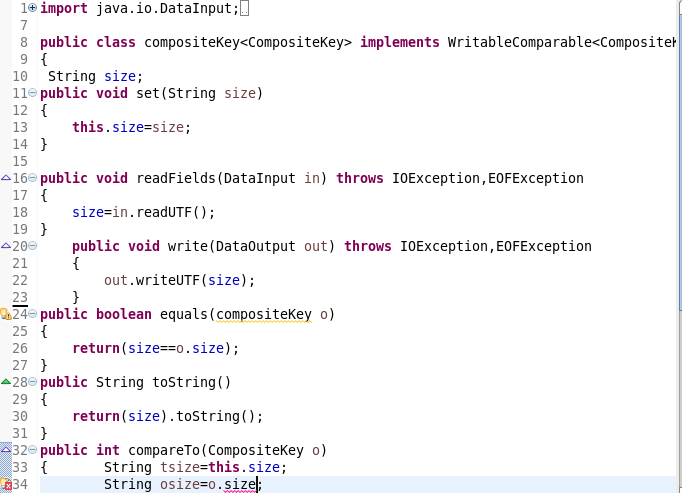 1 import java.io.DataInput;
7
8 public class compositeKey<CompositeKey> implements WritableComparable<CompositeK
9 {
10 String size;
11 public void set(String size)
12 {
13 this.size=size;
14 }
15
16 public void readFields(DataInput in) throws IOException,EOFException
17 {
18 size=in.readUTF();
19 }
20 public void write(DataOutput out) throws IOException,EOFException
21 {
22 out.writeUTF(size);
23 }
24 public boolean equals(compositeKey o)
25 {
26 return(size==o.size);
27 }
28 public String toString()
29 {
30 return(size).toString();
31 }
32 public int compareTo(CompositeKey o)
33 { String tsize=this.size;
34 String osize=o.size;